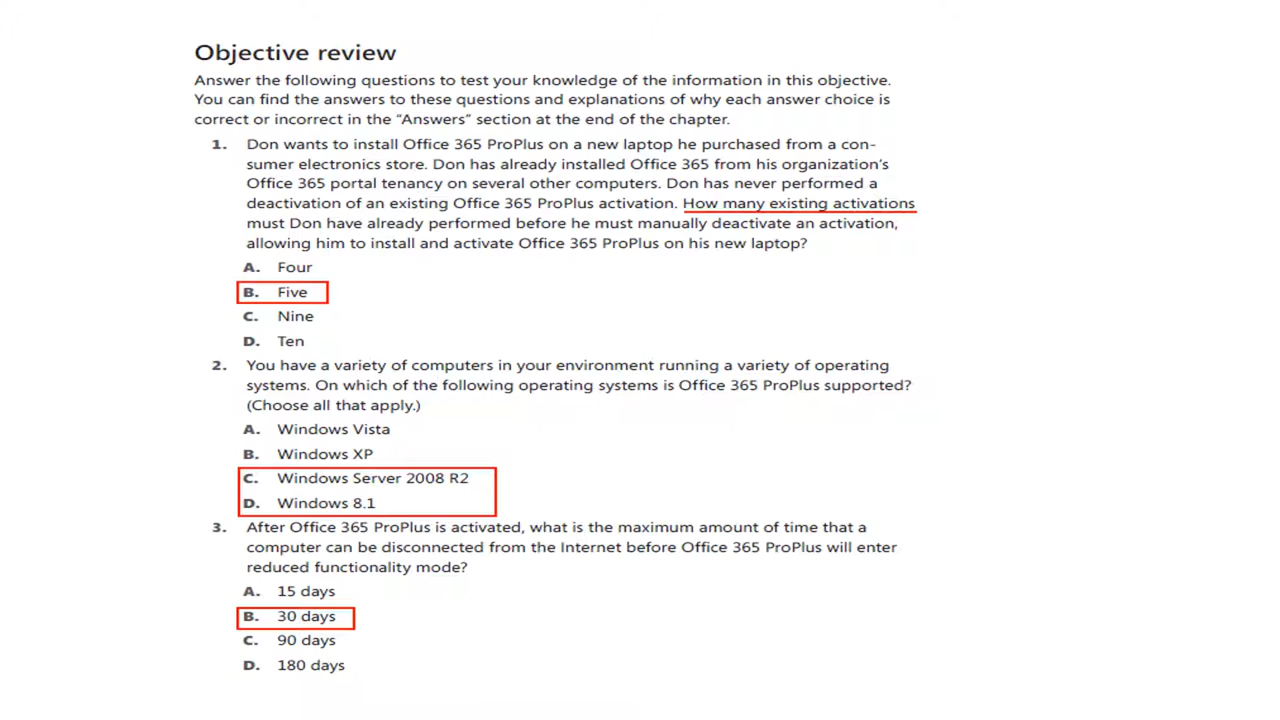 Objective review
Answer the following questions to test your knowledge of the information in this objective.
You can find the answers to these questions and explanations of why each answer choice is
correct or incorrect in the “Answers” section at the end of the chapter.
1. Don wants to install Office 365 ProPlus on a new laptop he purchased from a con-
sumer electronics store. Don has already installed Office 365 from his organization’s
Office 365 portal tenancy on several other computers. Don has never performed a
deactivation of an existing Office 365 ProPlus activation. How many existing activations
must Don have already performed before he must manually deactivate an activation,
allowing him to install and activate Office 365 ProPlus on his new laptop?
A. Four
B. Five
C. Nine
D. Ten
2. You have a variety of computers in your environment running a variety of operating
systems. On which of the following operating systems is Office 365 ProPlus supported?
(Choose all that apply.)
A. Windows Vista
B. Windows XP
C. Windows Server 2008 R2
D. Windows 8.1
3. After Office 365 ProPlus is activated, what is the maximum amount of time that a
computer can be disconnected from the Internet before Office 365 ProPlus will enter
reduced functionality mode?
A. 15 days
B. 30 days
C. 90 days
D. 180 days